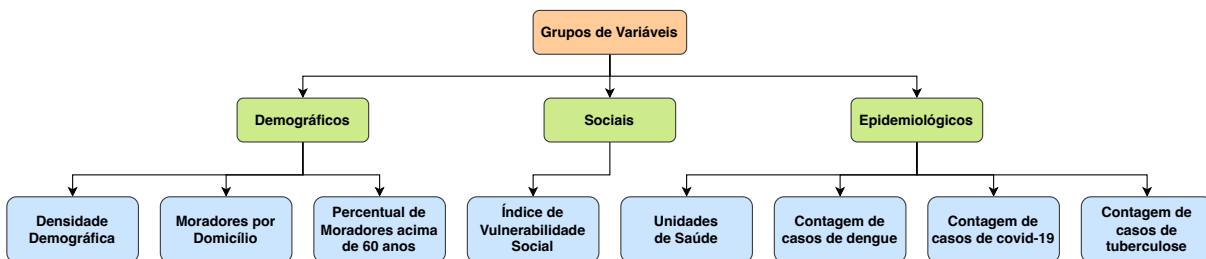 Grupos de Variáveis
Demográficos
Sociais
Epidemiológicos
Densidade
Demográfica
Moradores por
Domicílio
Percentual de
Moradores acima
de 60 anos
Índice de
Vulnerabilidade
Social
Unidades
de Saúde
Contagem de
casos de dengue
Contagem de
casos de covid-19
Contagem de
casos de
tuberculose